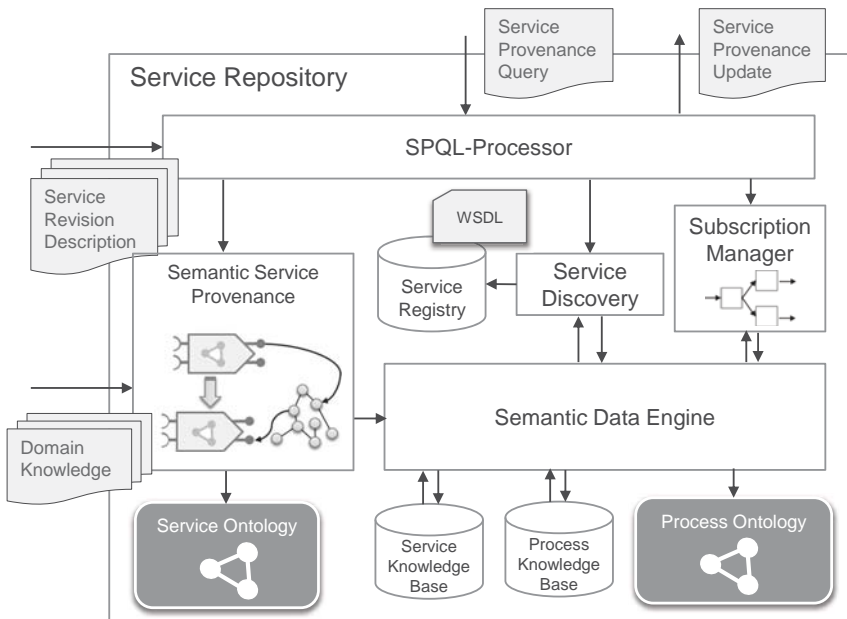 Service
Provenance
Query
Service
Provenance
Update
Service Repository
SPQL-Processor
Service
Revision
Description
WSDL
Subscription
Manager
Semantic Service
Provenance
Service
Registry
Service
Discovery
Semantic Data Engine
Domain
Knowledge
Service Ontology
Service
Knowledge
Base
Process
Knowledge
Base
Process Ontology